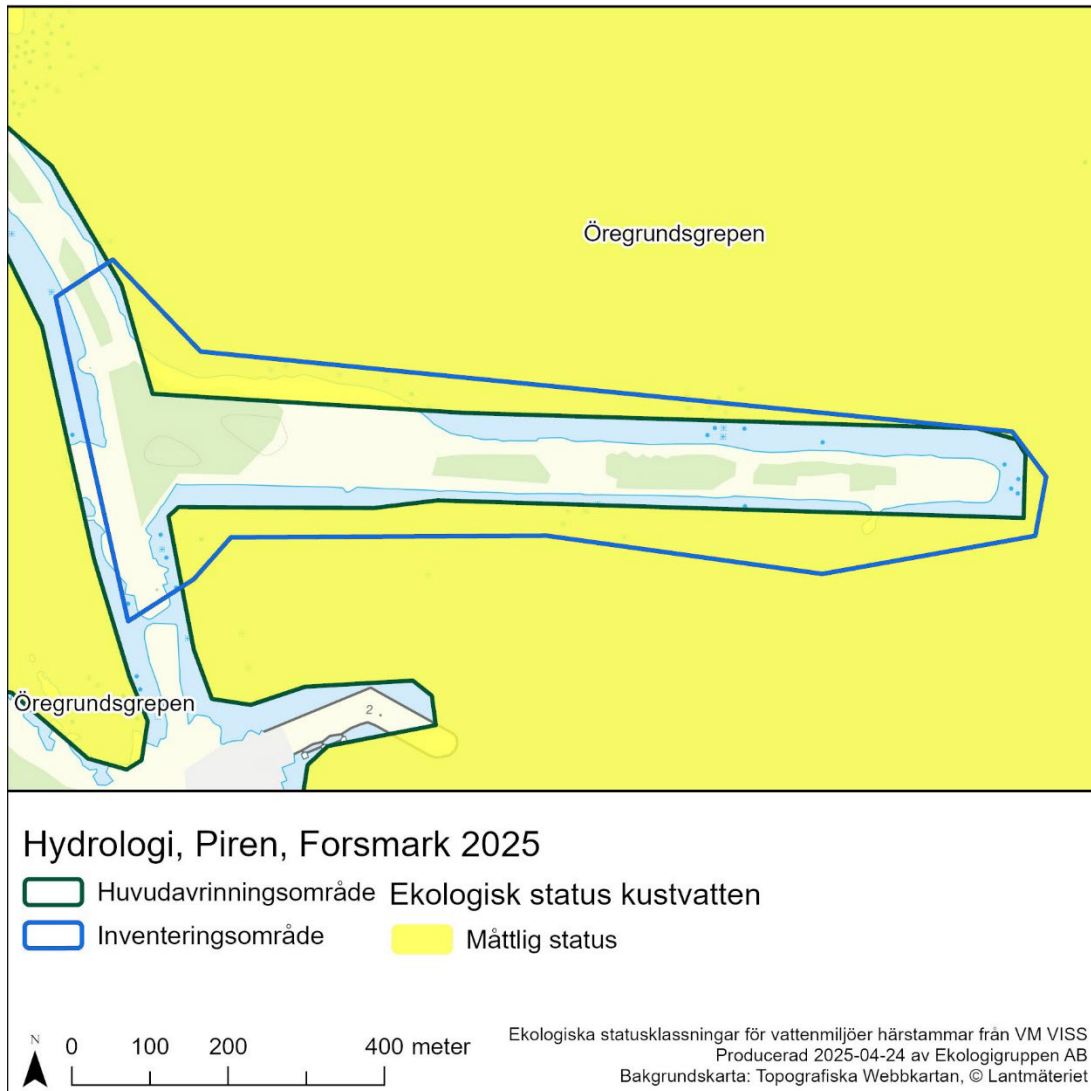 Öregrundsgrepen
Öregrundsgrepen
2
Hydrologi, Piren, Forsmark 2025
Huvudavrinningsområde
Ekologisk status kustvatten
Inventeringsområde
Måttlig status
N
0 100 200 400 meter
Ekologiska statusklassningar för vattenmiljöer härstammar från VM VISS
Producerad 2025-04-24 av Ekologigruppen AB
Bakgrundskarta: Topografiska Webbkartan, © Lantmäteriet